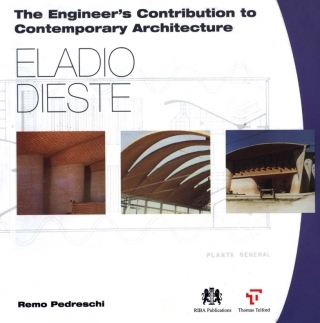 The Engineer's Contribution to
Contemporary Architecture
ELADIO
DIESTE
PLANTA GENERAL
Remo Pedreschi
RIBA Publications
Thomas Telford